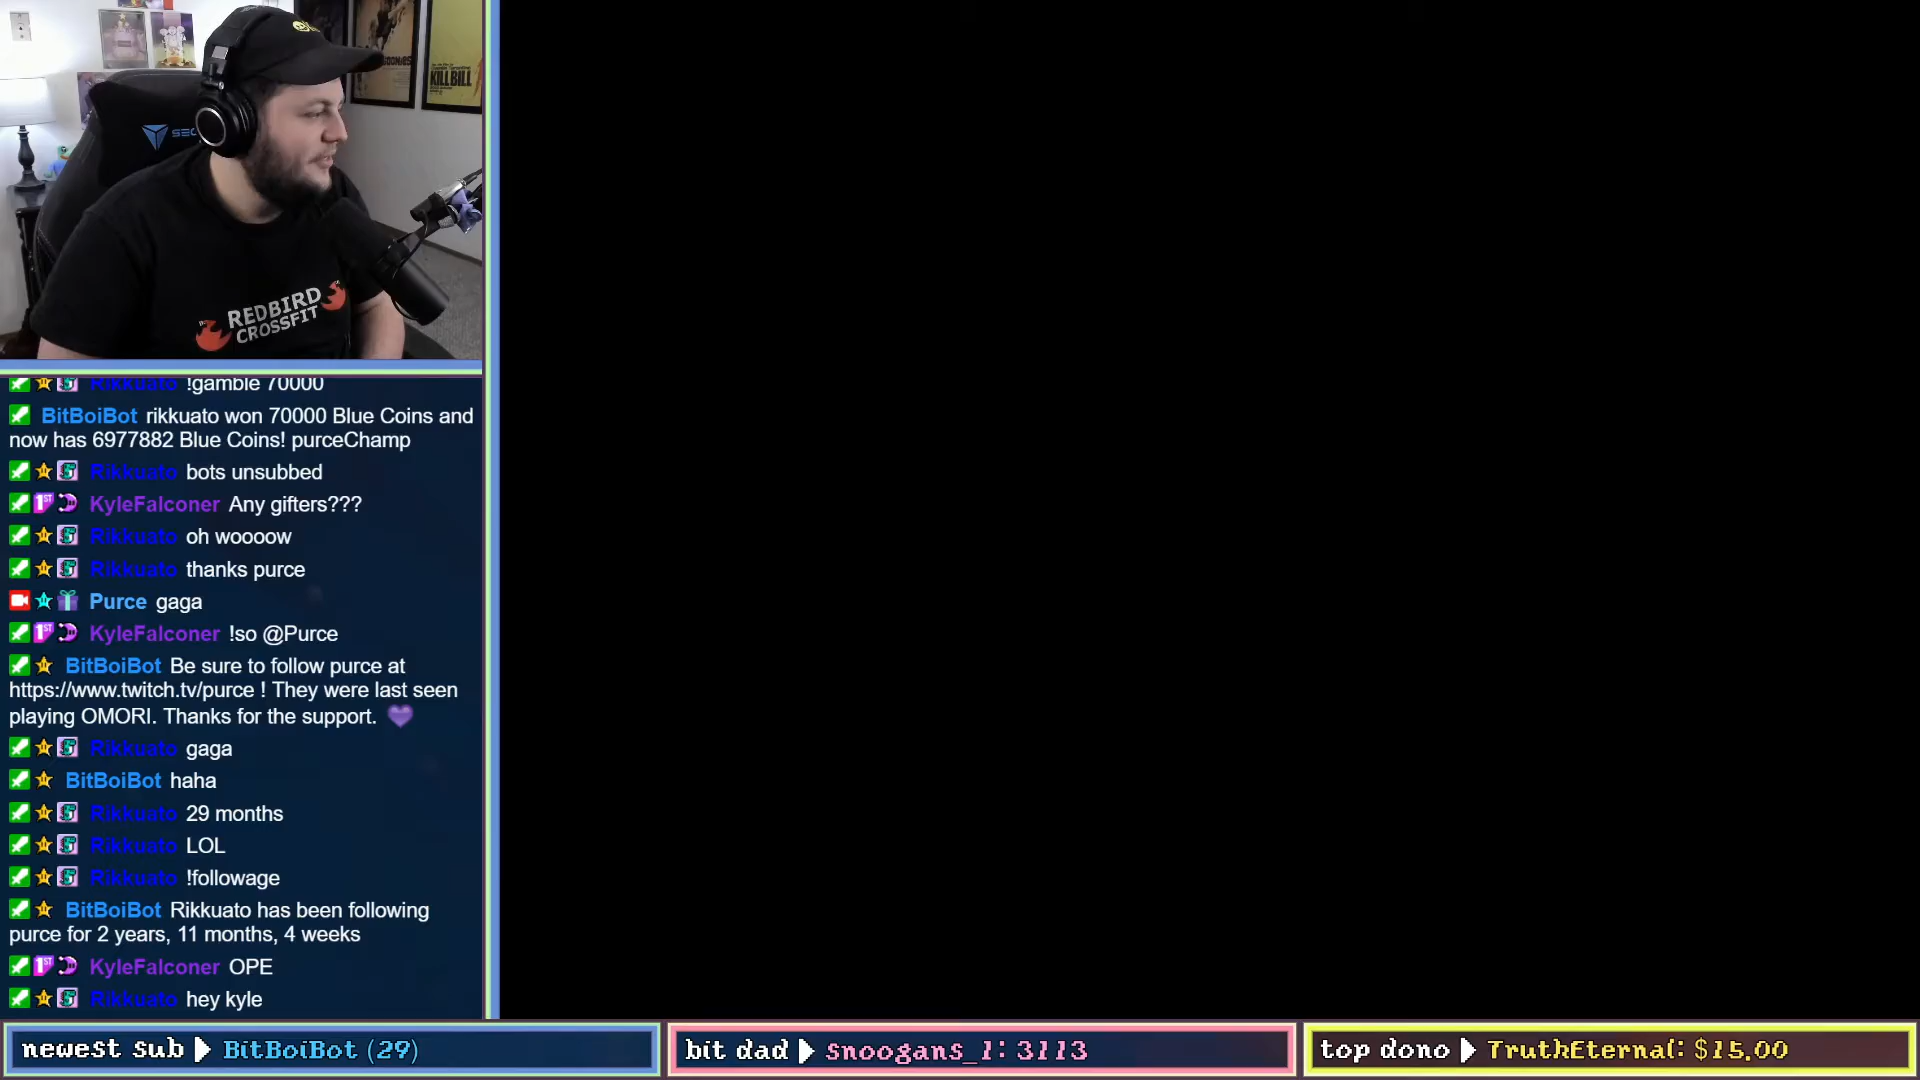 KILL BILL
SEC
REDBIRD
CROSSFIT
Rikkuato !gamble 70000
BitBoiBot rikkuato won 70000 Blue Coins and
now has 6977882 Blue Coins! purceChamp
Rikkuato bots unsubbed
KyleFalconer Any gifters???
Rikkuato oh woooow
Rikkuato thanks purce
Purce gaga
KyleFalconer !so @Purce
BitBoiBot Be sure to follow purce at
https://www.twitch.tv/purce ! They were last seen
playing OMORI. Thanks for the support.
Rikkuato gaga
BitBoiBot haha
Rikkuato 29 months
Rikkuato LOL
Rikkuato !followage
BitBoiBot Rikkuato has been following
purce for 2 years, 11 months, 4 weeks
KyleFalconer OPE
Rikkuato hey kyle
newest sub BitBoiBot (29)
bit dad snoogans_1: 3113
top dono TruthEternal: $15.00